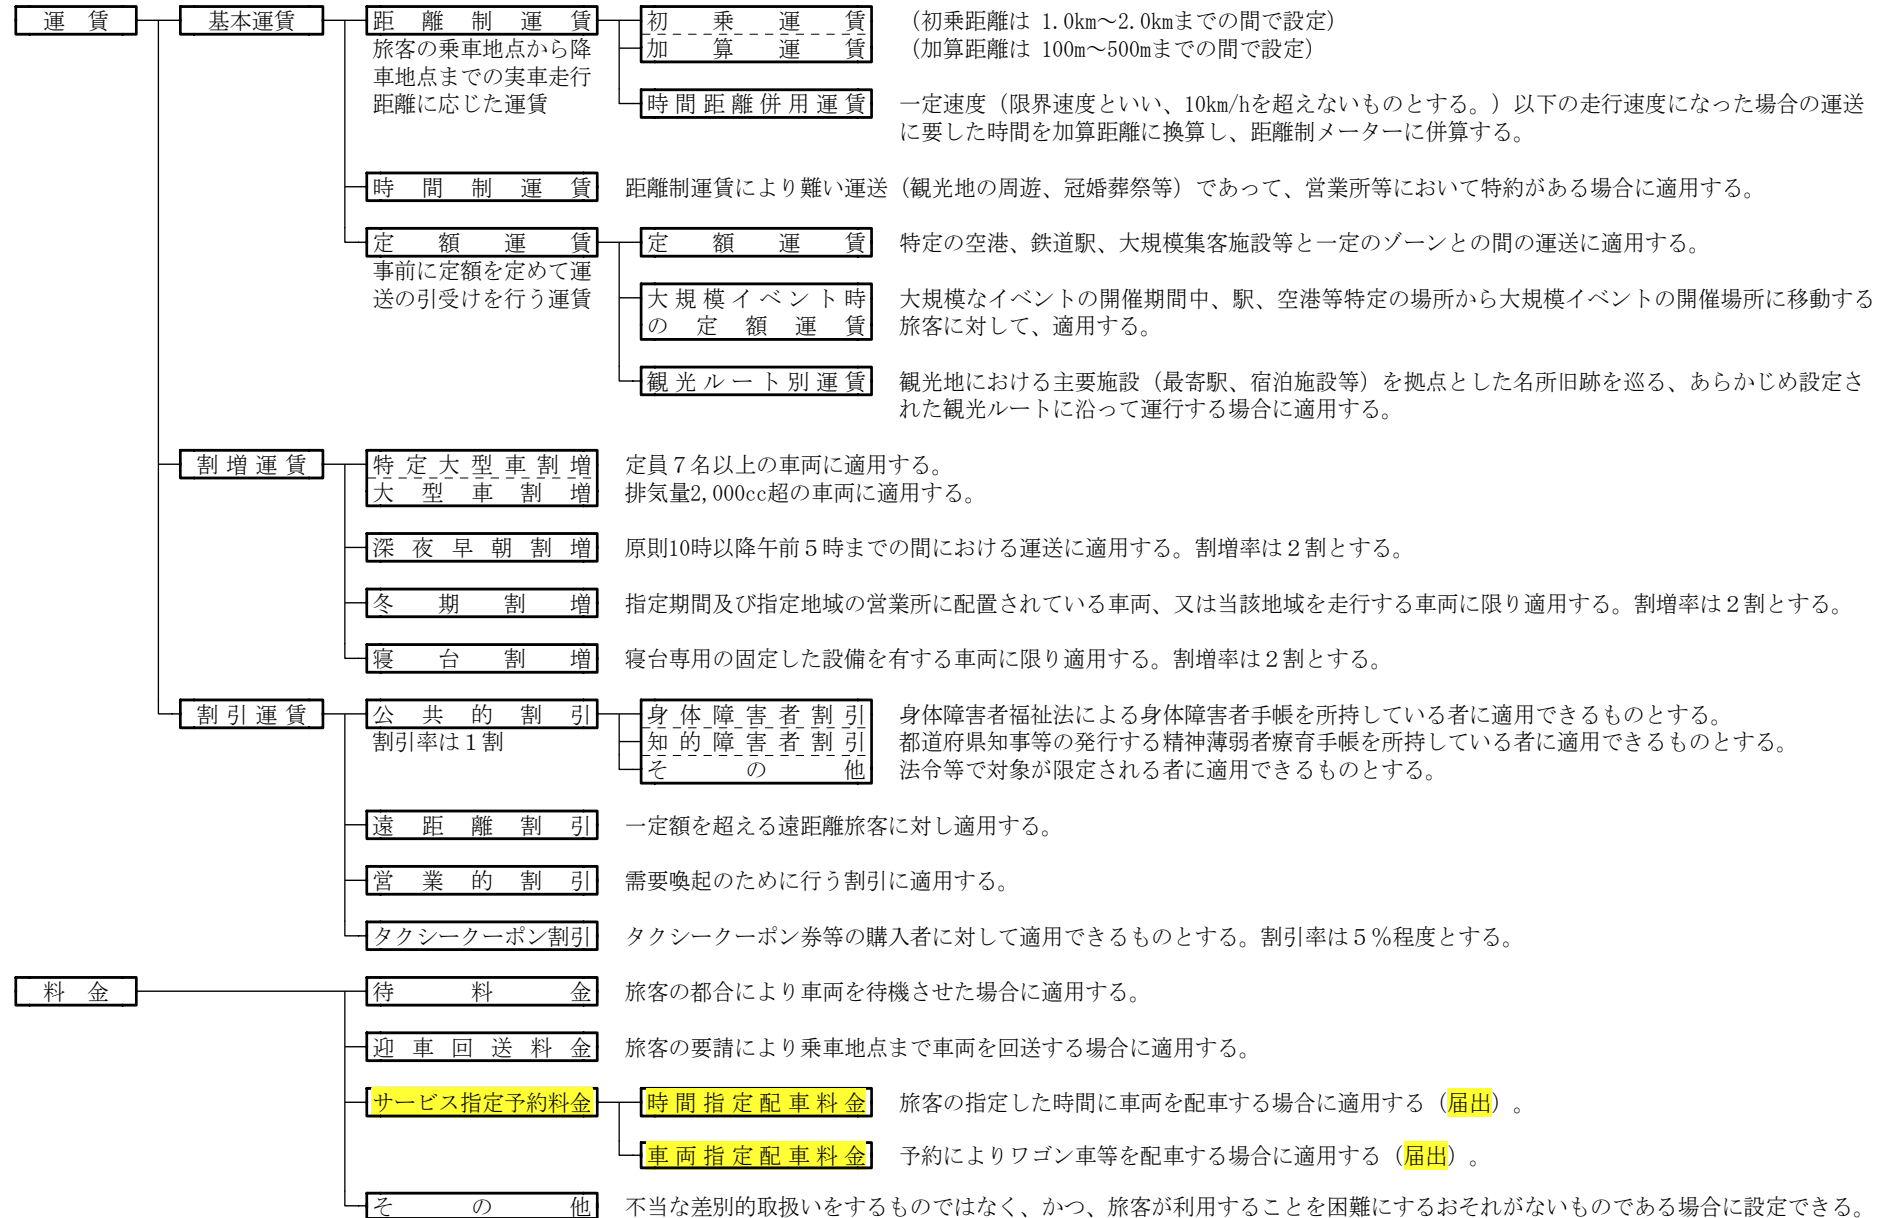 運賃
基本運賃
距離制運賃
旅客の乗車地点から降
車地点までの実車走行
距離に応じた運賃
初乗運賃
(初乗距離は 1.0km～2.0kmまでの間で設定)
加算運賃
(加算距離は 100m～500mまでの間で設定)
時間距離併用運賃
一定速度（限界速度といい、10km/hを超えないものとする。）以下の走行速度になった場合の運送
に要した時間を加算距離に換算し、距離制メーターに併算する。
時間制運賃
距離制運賃により難い運送（観光地の周遊、冠婚葬祭等）であって、営業所等において特約がある場合に適用する。
定額運賃
事前に定額を定めて運
送の引受けを行う運賃
定額運賃
特定の空港、鉄道駅、大規模集客施設等と一定のゾーンとの間の運送に適用する。
大規模イベント時
の定額運賃
大規模なイベントの開催期間中、駅、空港等特定の場所から大規模イベントの開催場所に移動する
旅客に対して、適用する。
観光ルート別運賃
観光地における主要施設（最寄駅、宿泊施設等）を拠点とした名所旧跡を巡る、あらかじめ設定さ
れた観光ルートに沿って運行する場合に適用する。
割増運賃
特定大型車割増
定員７名以上の車両に適用する。
大型車割増
排気量2,000cc超の車両に適用する。
深夜早朝割増
原則10時以降午前５時までの間における運送に適用する。割増率は２割とする。
冬期割増
指定期間及び指定地域の営業所に配置されている車両、又は当該地域を走行する車両に限り適用する。割増率は２割とする。
寝台割増
寝台専用の固定した設備を有する車両に限り適用する。割増率は２割とする。
割引運賃
公共的割引
割引率は１割
身体障害者割引
身体障害者福祉法による身体障害者手帳を所持している者に適用できるものとする。
知的障害者割引
都道府県知事等の発行する精神薄弱者療育手帳を所持している者に適用できるものとする。
その他
法令等で対象が限定される者に適用できるものとする。
遠距離割引
一定額を超える遠距離旅客に対し適用する。
営業的割引
需要喚起のために行う割引に適用する。
タクシークーポン割引
タクシークーポン券等の購入者に対して適用できるものとする。割引率は５％程度とする。
料金
待料金
旅客の都合により車両を待機させた場合に適用する。
迎車回送料金
旅客の要請により乗車地点まで車両を回送する場合に適用する。
サービス指定予約料金
時間指定配車料金
旅客の指定した時間に車両を配車する場合に適用する（届出）。
車両指定配車料金
予約によりワゴン車等を配車する場合に適用する（届出）。
その他
不当な差別的取扱いをするものではなく、かつ、旅客が利用することを困難にするおそれがないものである場合に設定できる。